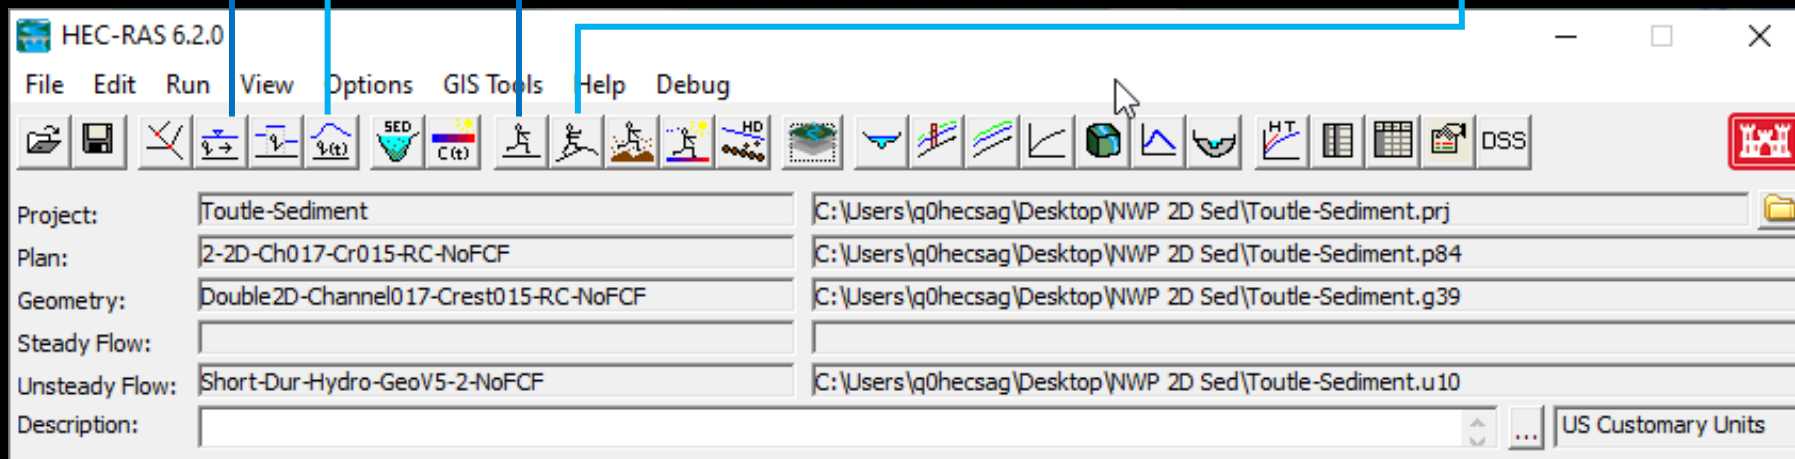 HEC-RAS 6.2.0
File Edit Run View Options GIS Tools Help Debug
SED C(t) HD HT DSS
Project: Toutle-Sediment C:\Users\q0hecsag\Desktop\NWP 2D Sed\Toutle-Sediment.prj
Plan: 2-2D-Ch017-Cr015-RC-NoFCF C:\Users\q0hecsag\Desktop\NWP 2D Sed\Toutle-Sediment.p84
Geometry: Double2D-Channel017-Crest015-RC-NoFCF C:\Users\q0hecsag\Desktop\NWP 2D Sed\Toutle-Sediment.g39
Steady Flow:
Unsteady Flow: Short-Dur-Hydro-GeoV5-2-NoFCF C:\Users\q0hecsag\Desktop\NWP 2D Sed\Toutle-Sediment.u10
Description: ... US Customary Units